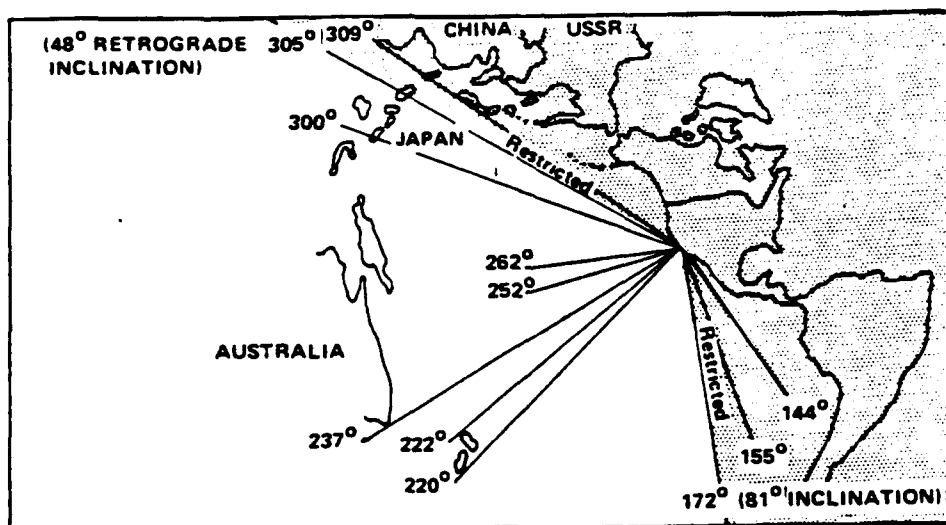 (48° RETROGRADE
INCLINATION)
305°
309°
CHINA
USSR
300°
JAPAN
Restricted
262°
252°
AUSTRALIA
Restricted
237°
222°
144°
155°
220°
172° (81° INCLINATION)